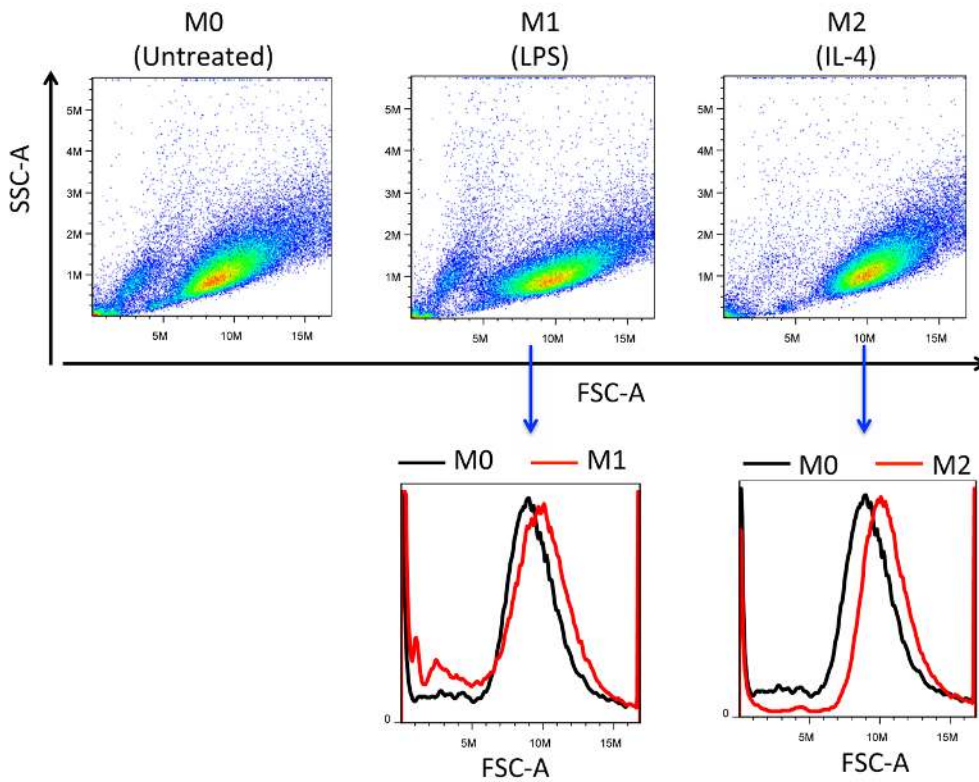 M0 M1 M2
(Untreated) (LPS) (IL-4)
SSC-A
5M 5M 5M
4M 4M 4M
3M 3M 3M
2M 2M 2M
1M 1M 1M
5M 10M 15M 5M 10M 15M 5M 10M 15M
FSC-A
M0 M1 M0 M2
0 0
5M 10M 15M 5M 10M 15M
FSC-A FSC-A